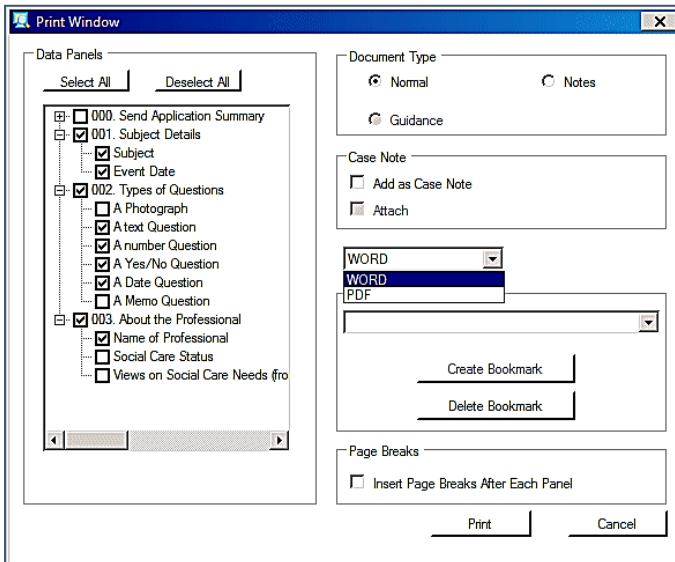 Print Window
Data Panels
Select All
Deselect All
000. Send Application Summary
001. Subject Details
Subject
Event Date
002. Types of Questions
A Photograph
A text Question
A number Question
A Yes/No Question
A Date Question
A Memo Question
003. About the Professional
Name of Professional
Social Care Status
Views on Social Care Needs (fro
Document Type
Normal
Notes
Guidance
Case Note
Add as Case Note
Attach
WORD
WORD
PDF
Create Bookmark
Delete Bookmark
Page Breaks
Insert Page Breaks After Each Panel
Print
Cancel